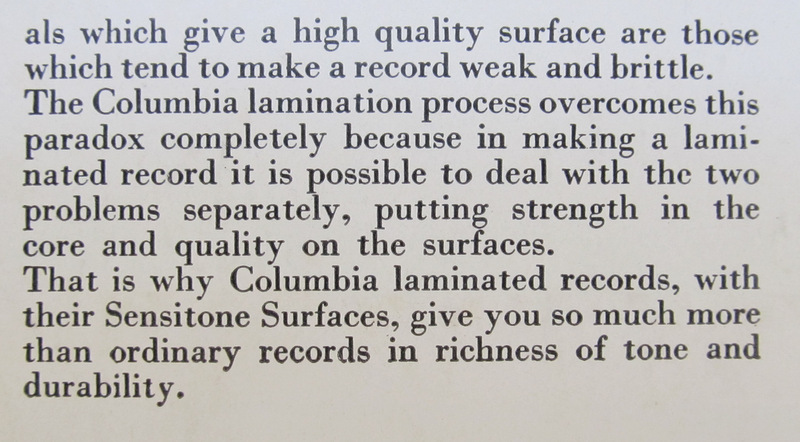 als which give a high quality surface are those
which tend to make a record weak and brittle.
The Columbia lamination process overcomes this
paradox completely because in making a lami-
nated record it is possible to deal with the two
problems separately, putting strength in the
core and quality on the surfaces.
That is why Columbia laminated records, with
their Sensitone Surfaces, give you so much more
than ordinary records in richness of tone and
durability.